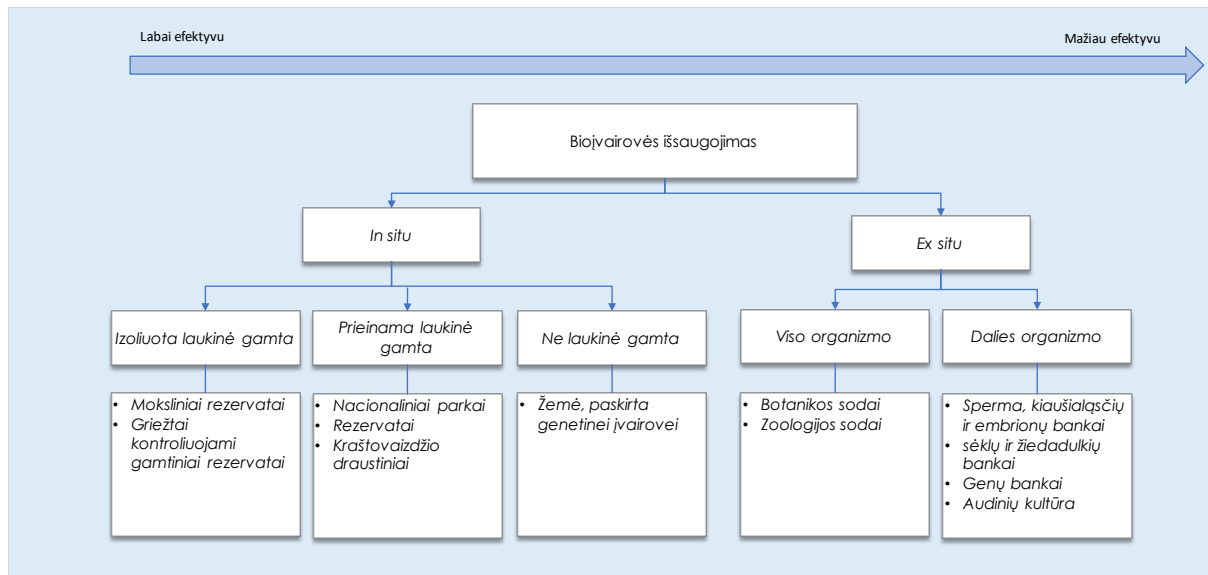 Labai efektyvu
Mažiau efektyvu
Bioįvairovės išsaugojimas
In situ
Ex situ
Izoliuota laukinė gamta
Prieinama laukinė
gamta
Ne laukinė gamta
Viso organizmo
Dalies organizmo
• Moksliniai rezervatai
• Griežtai
kontroliuojami
gamtiniai rezervatai
• Nacionaliniai parkai
• Rezervatai
• Kraštovaizdžio
draustiniai
• Žemė, paskirta
genetinei įvairovei
• Botanikos sodai
• Zoologijos sodai
• Sperma, kiaušialąsčių
ir embrionų bankai
• sėklų ir žiedadulkių
bankai
• Genų bankai
• Audinių kultūra